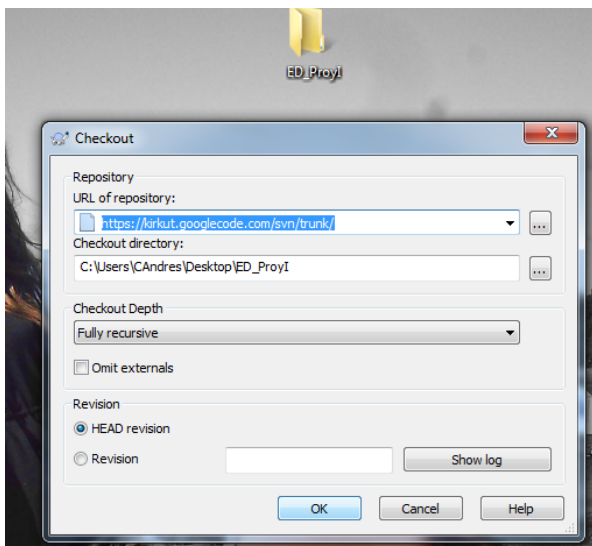 ED_ProyI
Checkout
Repository
URL of repository:
https://kirkut.googlecode.com/svn/trunk/
...
Checkout directory:
C:\Users\CAndres\Desktop\ED_ProyI
...
Checkout Depth
Fully recursive
Omit externals
Revision
HEAD revision
Revision
Show log
OK
Cancel
Help